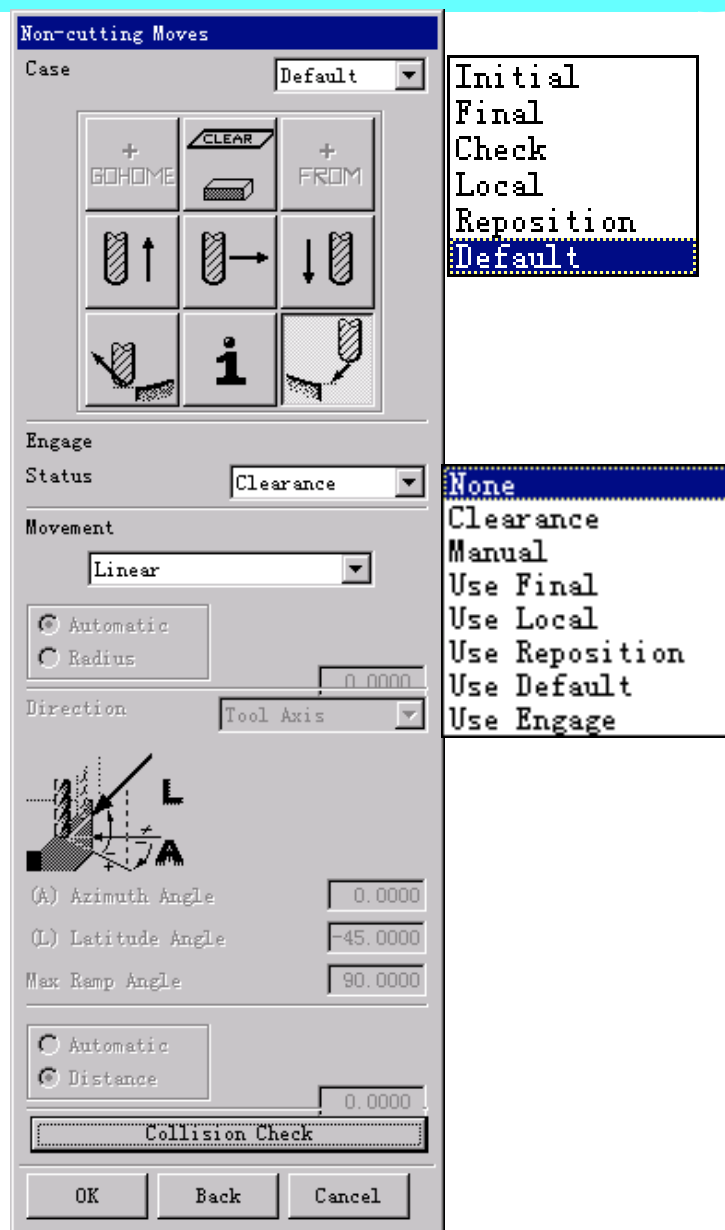 Non-cutting Moves
Case Default
Initial
Final
Check
Local
Reposition
Default
+ GOHOME CLEAR + FROM
i
Engage
Status Clearance
None
Clearance
Manual
Use Final
Use Local
Use Reposition
Use Default
Use Engage
Movement
Linear
Automatic
Radius
0.0000
Direction Tool Axis
L
A
(A) Azimuth Angle 0.0000
(L) Latitude Angle -45.0000
Max Ramp Angle 90.0000
Automatic
Distance
0.0000
Collision Check
OK Back Cancel